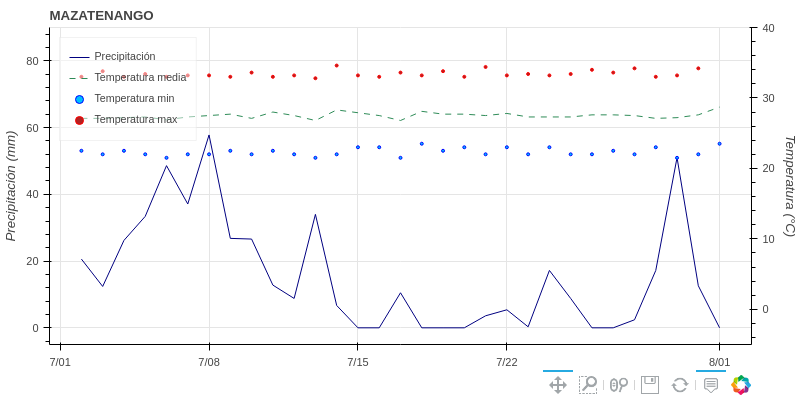 MAZATENANGO
Precipitación
Temperatura media
Temperatura min
Temperatura max
80
60
40
20
0
Precipitación (mm)
40
30
20
10
0
Temperatura (°C)
7/01
7/08
7/15
7/22
8/01